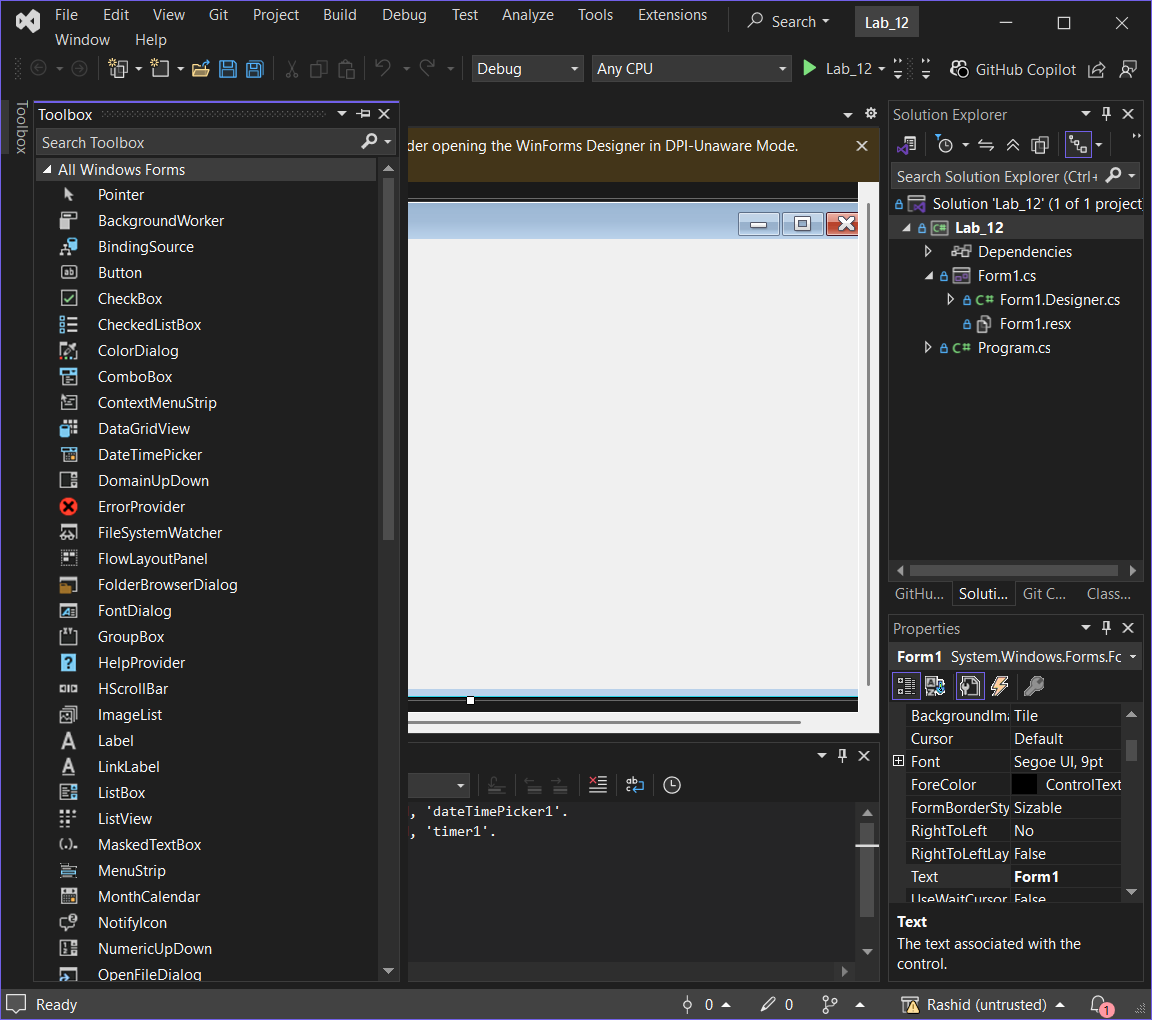 File Edit View Git Project Build Debug Test Analyze Tools Extensions Search Lab_12
Window Help
Debug Any CPU Lab_12 GitHub Copilot
Toolbox
Toolbox
Search Toolbox
All Windows Forms
Pointer
BackgroundWorker
BindingSource
Button
CheckBox
CheckedListBox
ColorDialog
ComboBox
ContextMenuStrip
DataGridView
DateTimePicker
DomainUpDown
ErrorProvider
FileSystemWatcher
FlowLayoutPanel
FolderBrowserDialog
FontDialog
GroupBox
HelpProvider
HScrollBar
ImageList
Label
LinkLabel
ListBox
ListView
MaskedTextBox
MenuStrip
MonthCalendar
NotifyIcon
NumericUpDown
OpenFileDialog
der opening the WinForms Designer in DPI-Unaware Mode.
, 'dateTimePicker1'.
, 'timer1'.
Solution Explorer
Search Solution Explorer (Ctrl+
Solution 'Lab_12' (1 of 1 project
C# Lab_12
Dependencies
Form1.cs
C# Form1.Designer.cs
Form1.resx
C# Program.cs
GitHu... Soluti... Git C... Class...
Properties
Form1 System.Windows.Forms.Fc
BackgroundIma Tile
Cursor Default
Font Segoe UI, 9pt
ForeColor ControlText
FormBorderSty Sizable
RightToLeft No
RightToLeftLay False
Text Form1
UseWaitCursor False
Text
The text associated with the
control.
Ready 0 0 Rashid (untrusted) 1